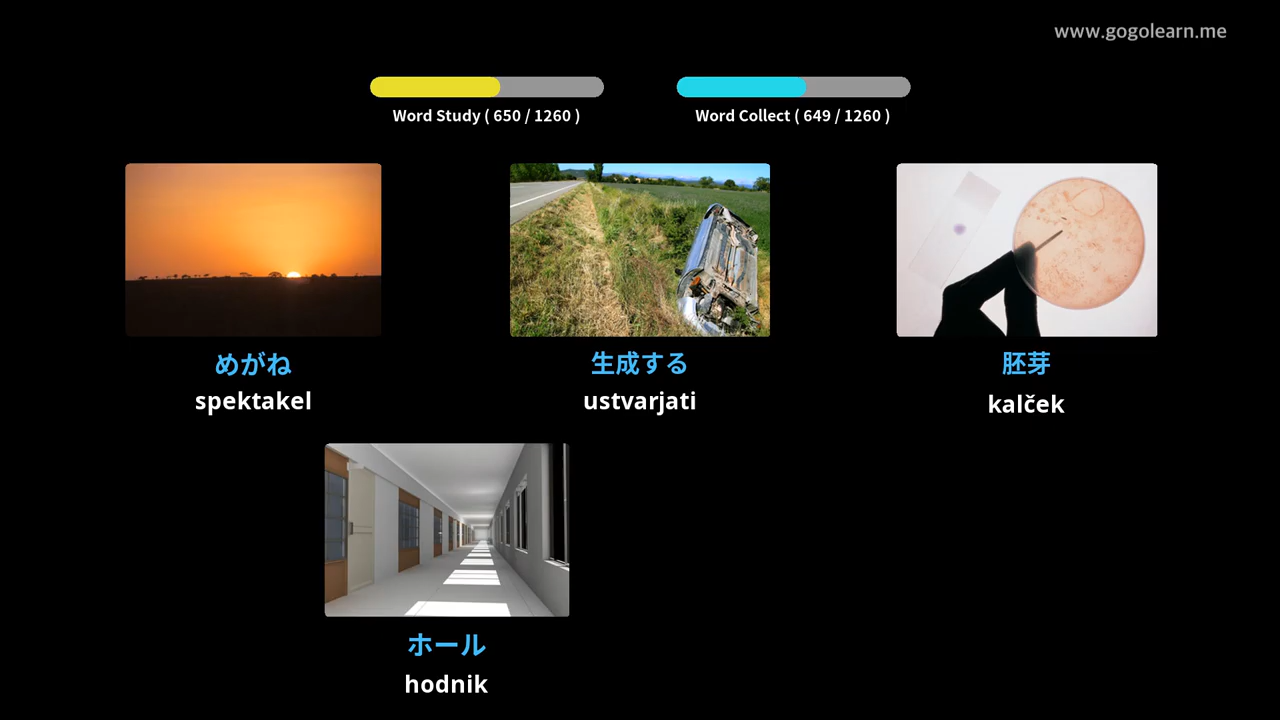 www.gogolearn.me
Word Study ( 650 / 1260 )
Word Collect ( 649 / 1260 )
めがね
spektakel
生成する
ustvarjati
胚芽
kalček
ホール
hodnik